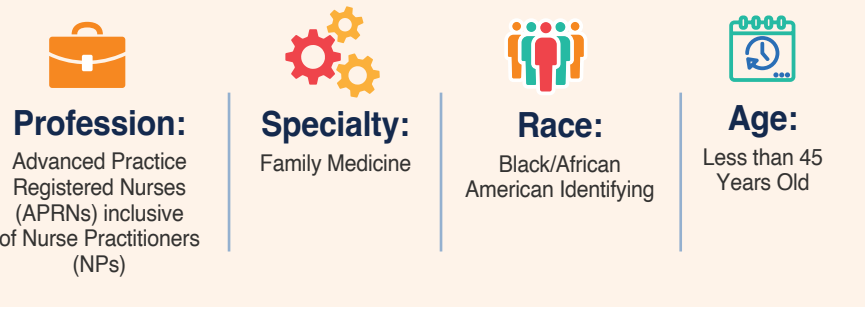 Profession:
Advanced Practice
Registered Nurses
(APRNs) inclusive
of Nurse Practitioners
(NPs)
Specialty:
Family Medicine
Race:
Black/African
American Identifying
Age:
Less than 45
Years Old